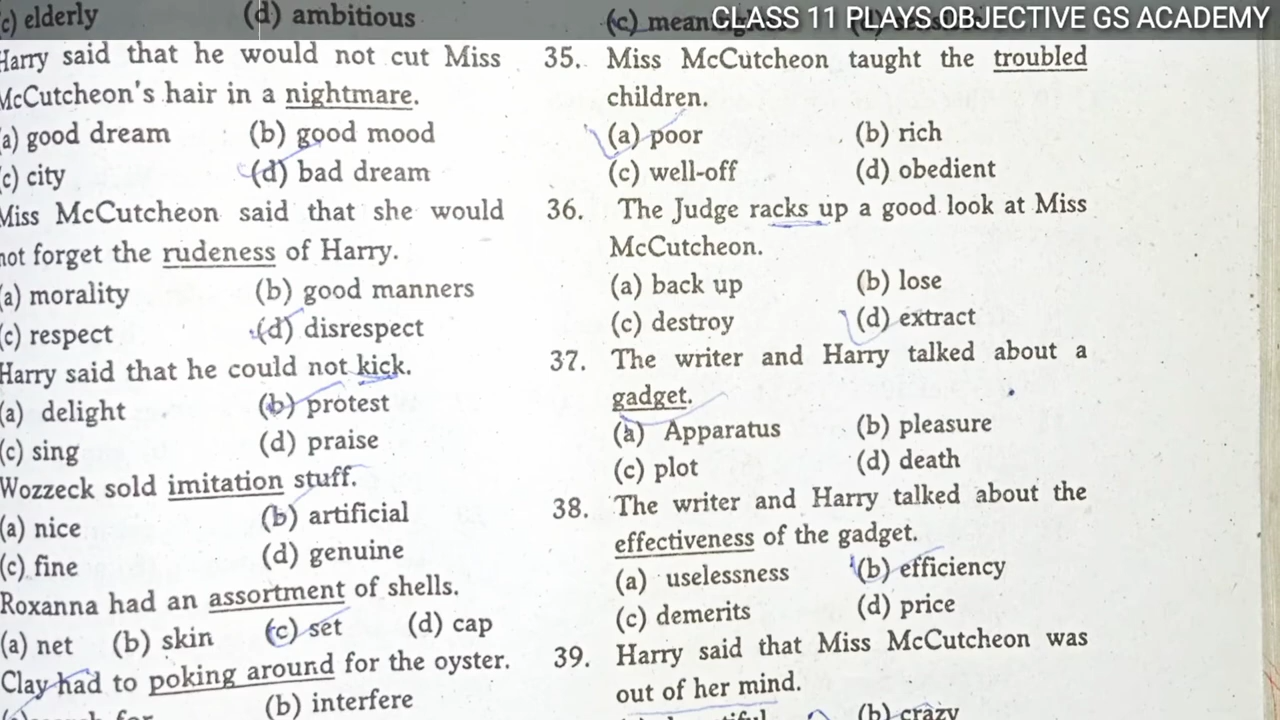 CLASS 11 PLAYS OBJECTIVE GS ACADEMY
(c) elderly (d) ambitious
Harry said that he would not cut Miss
McCutcheon's hair in a nightmare.
(a) good dream (b) good mood
(c) city (d) bad dream
Miss McCutcheon said that she would
not forget the rudeness of Harry.
(a) morality (b) good manners
(c) respect (d) disrespect
Harry said that he could not kick.
(a) delight (b) protest
(c) sing (d) praise
Wozzeck sold imitation stuff.
(a) nice (b) artificial
(c) fine (d) genuine
Roxanna had an assortment of shells.
(a) net (b) skin (c) set (d) cap
Clay had to poking around for the oyster.
(b) interfere
(c)
35. Miss McCutcheon taught the troubled
children.
(a) poor (b) rich
(c) well-off (d) obedient
36. The Judge racks up a good look at Miss
McCutcheon.
(a) back up (b) lose
(c) destroy (d) extract
37. The writer and Harry talked about a
gadget.
(a) Apparatus (b) pleasure
(c) plot (d) death
38. The writer and Harry talked about the
effectiveness of the gadget.
(a) uselessness (b) efficiency
(c) demerits (d) price
39. Harry said that Miss McCutcheon was
out of her mind.
(b) crazy